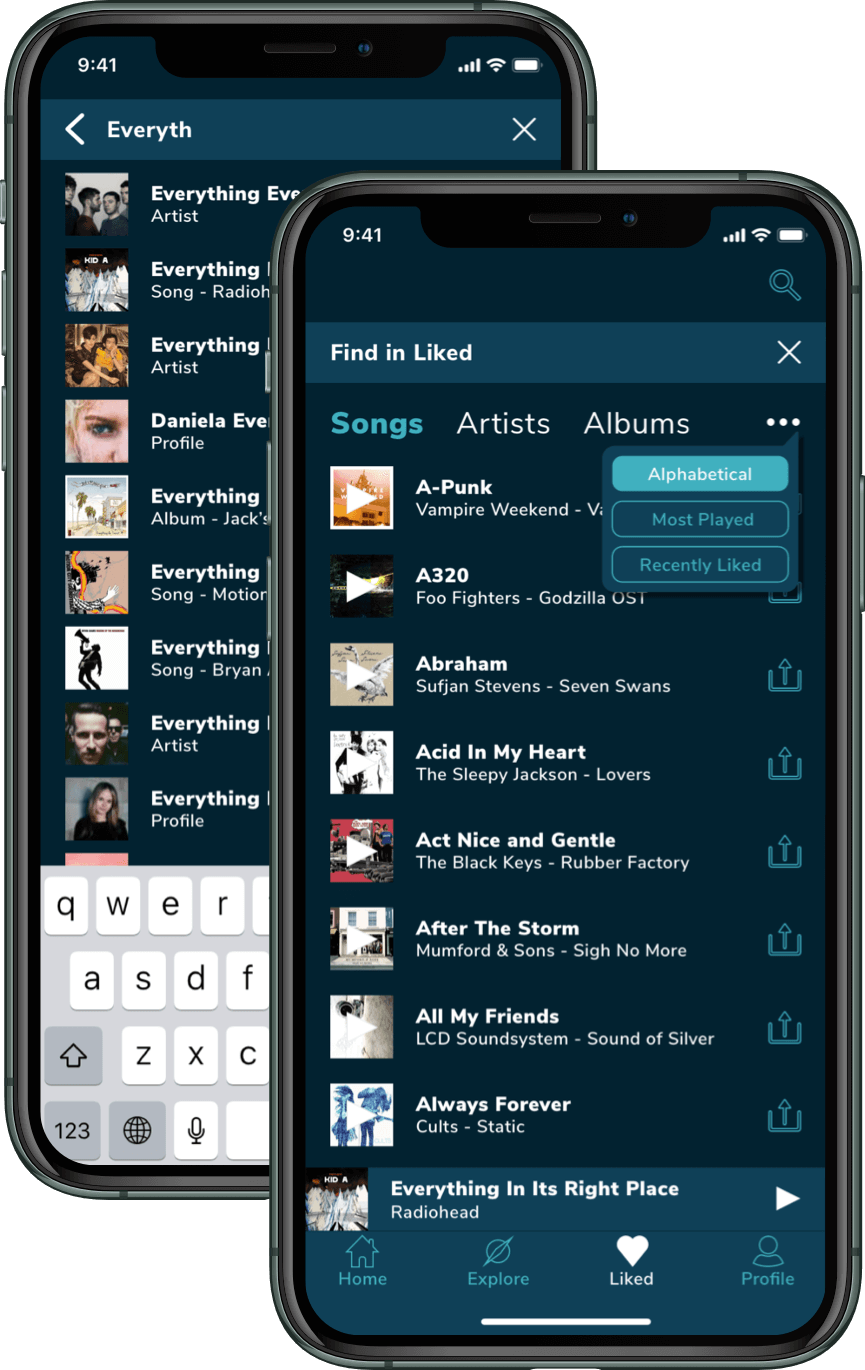 9:41
Everyth
Everything Eve
Artist
KID A
Everything
Song - Radioh
Everything
Artist
Daniela Eve
Profile
Everything
Album - Jack's
Everything
Song - Motion
Everything
Song - Bryan
Everything
Artist
Everything
Profile
q w e r
a s d f
z x c
123
9:41
Find in Liked
Songs Artists Albums
Alphabetical
Most Played
Recently Liked
VAMPIRE
WEEKEND
A-Punk
Vampire Weekend - Va
A320
Foo Fighters - Godzilla OST
Abraham
Sufjan Stevens - Seven Swans
Acid In My Heart
The Sleepy Jackson - Lovers
Act Nice and Gentle
The Black Keys - Rubber Factory
After The Storm
Mumford & Sons - Sigh No More
All My Friends
LCD Soundsystem - Sound of Silver
Always Forever
Cults - Static
KID A
Everything In Its Right Place
Radiohead
Home Explore Liked Profile